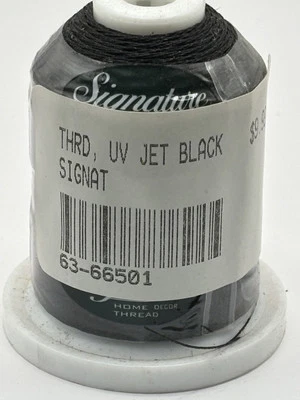 Signature
THRD, UV JET BLACK
SIGNAT
63-66501
HOME DECOR
THREAD